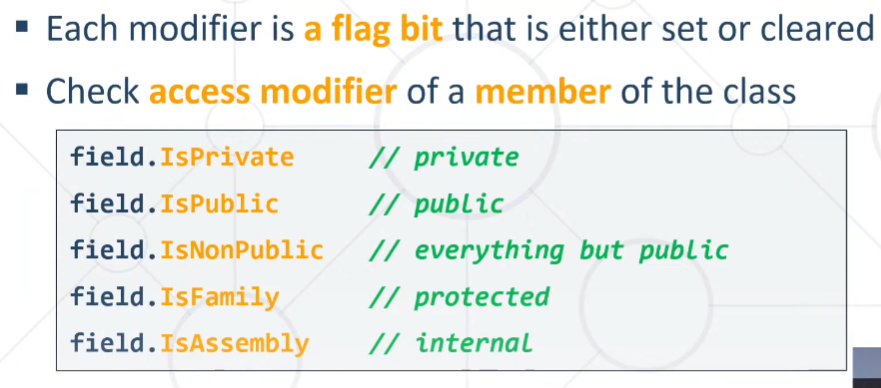 ▪ Each modifier is a flag bit that is either set or cleared
▪ Check access modifier of a member of the class
field.IsPrivate // private
field.IsPublic // public
field.IsNonPublic // everything but public
field.IsFamily // protected
field.IsAssembly // internal